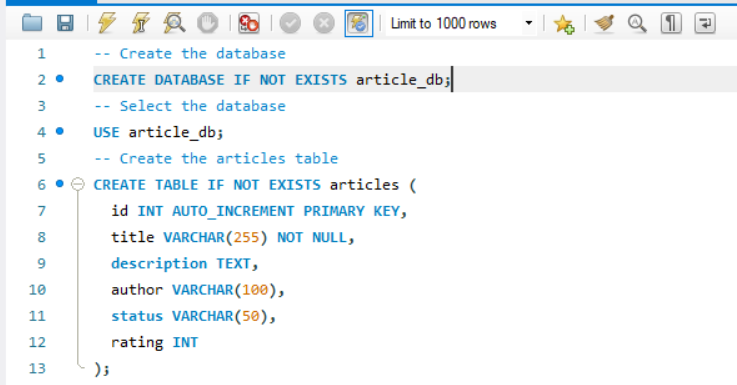 Limit to 1000 rows
1 -- Create the database
2 CREATE DATABASE IF NOT EXISTS article_db;
3 -- Select the database
4 USE article_db;
5 -- Create the articles table
6 CREATE TABLE IF NOT EXISTS articles (
7 id INT AUTO_INCREMENT PRIMARY KEY,
8 title VARCHAR(255) NOT NULL,
9 description TEXT,
10 author VARCHAR(100),
11 status VARCHAR(50),
12 rating INT
13 );